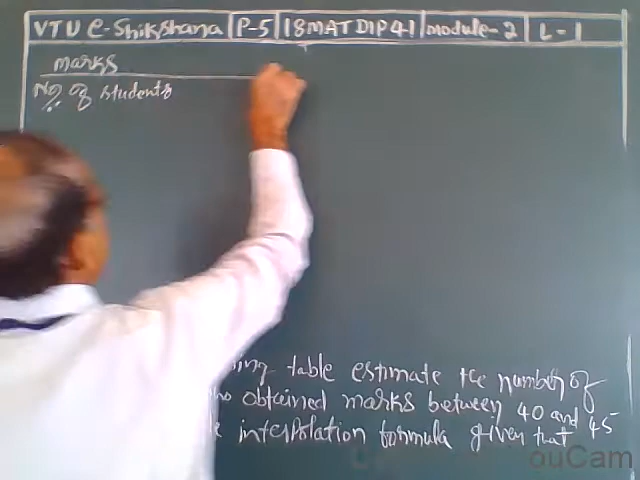 VTU e-Shikshana P-5 18MATDIP41 module-2 L-1
marks
No. of students
table estimate the number of
obtained marks between 40 and 45
interpolation formula given that
ouCam